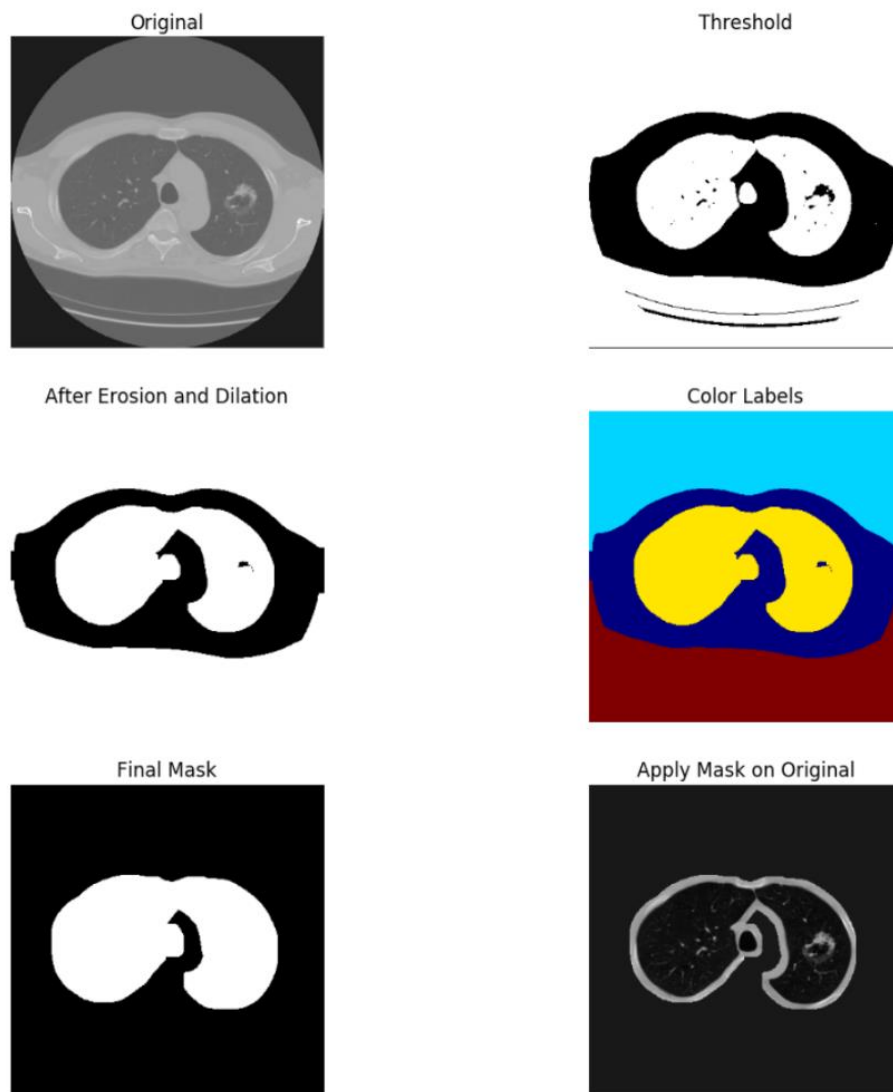 Original
Threshold
After Erosion and Dilation
Color Labels
Final Mask
Apply Mask on Original